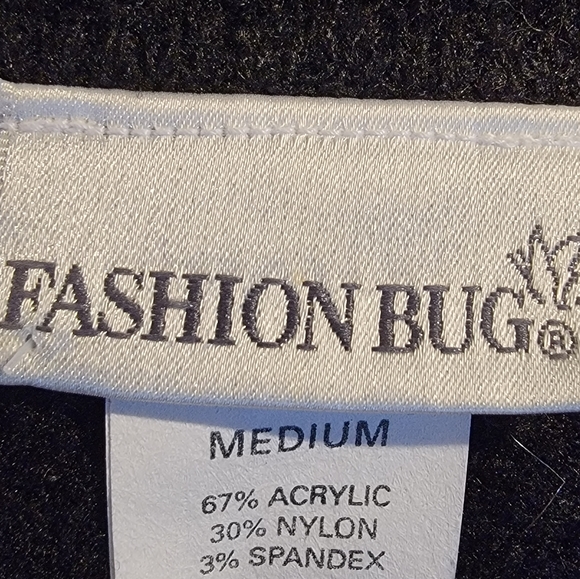 FASHION BUG®
MEDIUM
67% ACRYLIC
30% NYLON
3% SPANDEX